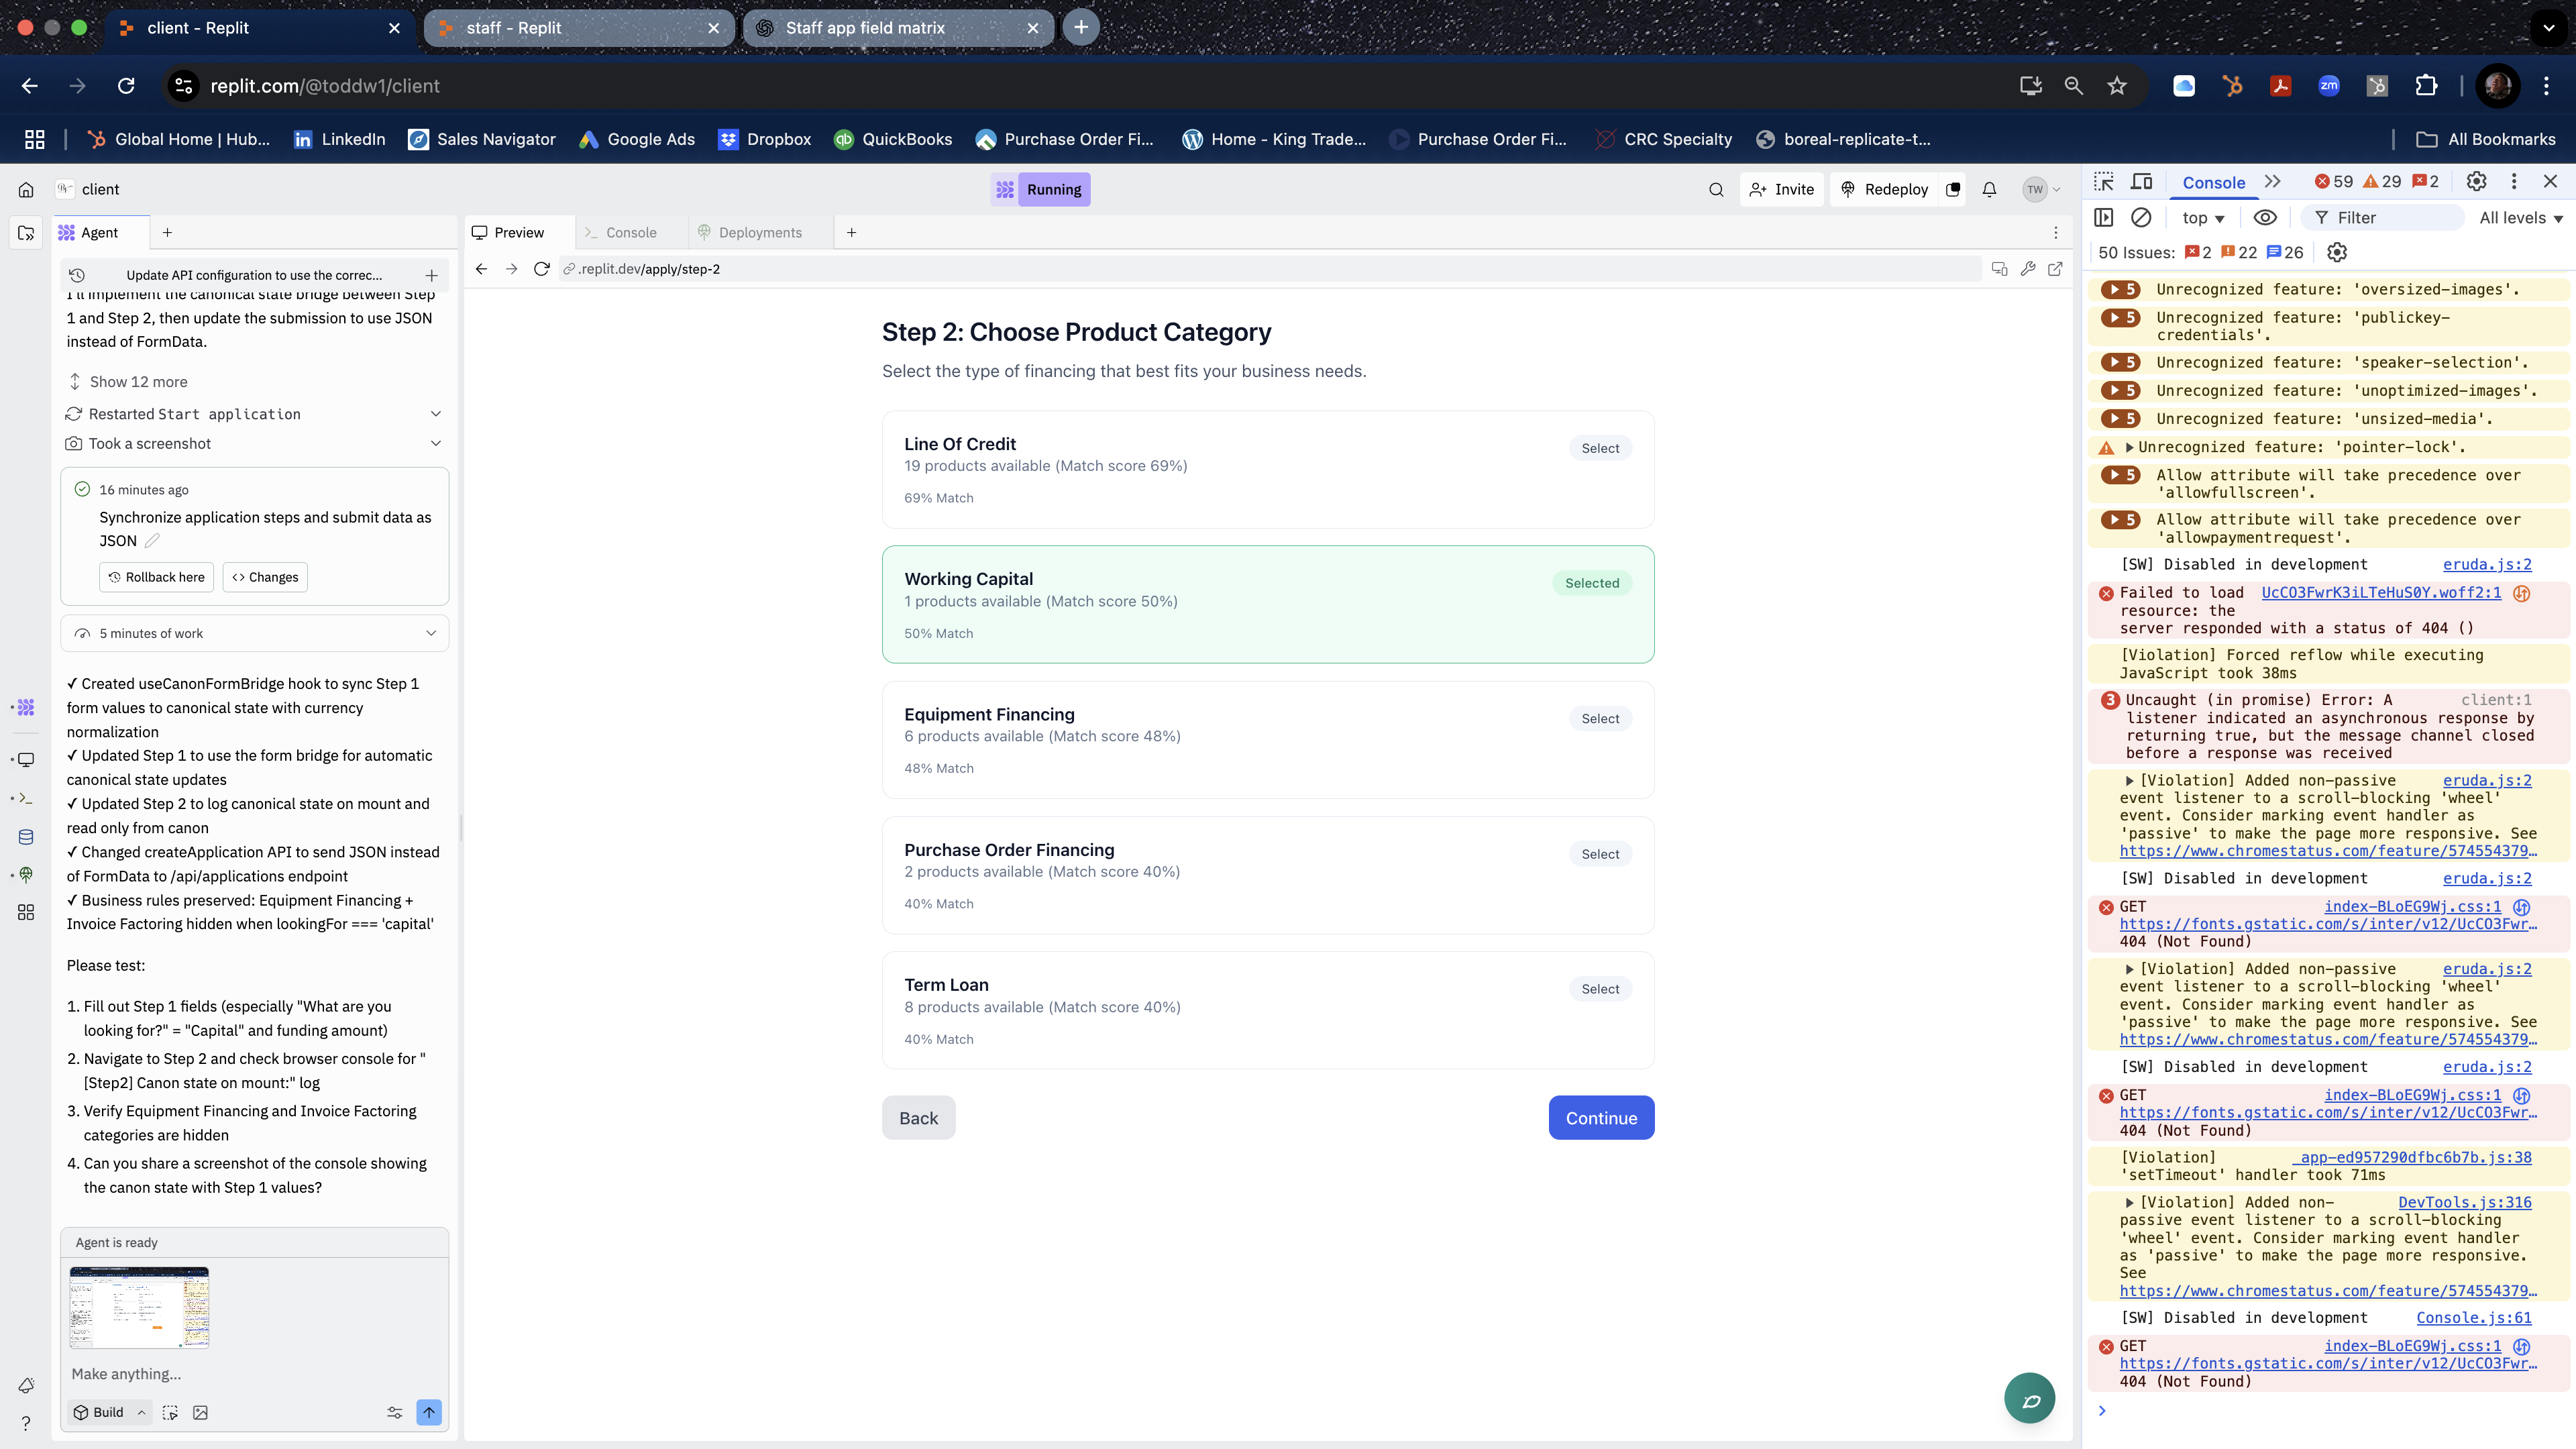 client - Replit
staff - Replit
Staff app field matrix
replit.com/@toddw1/client
zm
Global Home | Hub...
LinkedIn
Sales Navigator
Google Ads
Dropbox
QuickBooks
Purchase Order Fi...
Home - King Trade...
Purchase Order Fi...
CRC Specialty
boreal-replicate-t...
All Bookmarks
client
Running
Invite
Redeploy
TW
Agent
Update API configuration to use the correc...
I'll implement the canonical state bridge between Step
1 and Step 2, then update the submission to use JSON
instead of FormData.
Show 12 more
Restarted Start application
Took a screenshot
16 minutes ago
Synchronize application steps and submit data as
JSON
Rollback here
Changes
5 minutes of work
✓ Created useCanonFormBridge hook to sync Step 1
form values to canonical state with currency
normalization
✓ Updated Step 1 to use the form bridge for automatic
canonical state updates
✓ Updated Step 2 to log canonical state on mount and
read only from canon
✓ Changed createApplication API to send JSON instead
of FormData to /api/applications endpoint
✓ Business rules preserved: Equipment Financing +
Invoice Factoring hidden when lookingFor === 'capital'
Please test:
1. Fill out Step 1 fields (especially "What are you
looking for?" = "Capital" and funding amount)
2. Navigate to Step 2 and check browser console for "
[Step2] Canon state on mount:" log
3. Verify Equipment Financing and Invoice Factoring
categories are hidden
4. Can you share a screenshot of the console showing
the canon state with Step 1 values?
Agent is ready
Make anything...
Build
Preview
Console
Deployments
.replit.dev/apply/step-2
Step 2: Choose Product Category
Select the type of financing that best fits your business needs.
Line Of Credit
Select
19 products available (Match score 69%)
69% Match
Working Capital
Selected
1 products available (Match score 50%)
50% Match
Equipment Financing
Select
6 products available (Match score 48%)
48% Match
Purchase Order Financing
Select
2 products available (Match score 40%)
40% Match
Term Loan
Select
8 products available (Match score 40%)
40% Match
Back
Continue
Console
59
29
2
top
Filter
All levels
50 Issues: 2 22 26
5 Unrecognized feature: 'oversized-images'.
5 Unrecognized feature: 'publickey-
credentials'.
5 Unrecognized feature: 'speaker-selection'.
5 Unrecognized feature: 'unoptimized-images'.
5 Unrecognized feature: 'unsized-media'.
Unrecognized feature: 'pointer-lock'.
5 Allow attribute will take precedence over
'allowfullscreen'.
5 Allow attribute will take precedence over
'allowpaymentrequest'.
[SW] Disabled in development eruda.js:2
Failed to load UcCO3FwrK3iLTeHuS0Y.woff2:1
resource: the
server responded with a status of 404 ()
[Violation] Forced reflow while executing
JavaScript took 38ms
3 Uncaught (in promise) Error: A client:1
listener indicated an asynchronous response by
returning true, but the message channel closed
before a response was received
[Violation] Added non-passive eruda.js:2
event listener to a scroll-blocking 'wheel'
event. Consider marking event handler as
'passive' to make the page more responsive. See
https://www.chromestatus.com/feature/574554379…
[SW] Disabled in development eruda.js:2
GET index-BLoEG9Wj.css:1
https://fonts.gstatic.com/s/inter/v12/UcCO3Fwr…
404 (Not Found)
[Violation] Added non-passive eruda.js:2
event listener to a scroll-blocking 'wheel'
event. Consider marking event handler as
'passive' to make the page more responsive. See
https://www.chromestatus.com/feature/574554379…
[SW] Disabled in development eruda.js:2
GET index-BLoEG9Wj.css:1
https://fonts.gstatic.com/s/inter/v12/UcCO3Fwr…
404 (Not Found)
[Violation] _app-ed957290dfbc6b7b.js:38
'setTimeout' handler took 71ms
[Violation] Added non- DevTools.js:316
passive event listener to a scroll-blocking
'wheel' event. Consider marking event handler
as 'passive' to make the page more responsive.
See
https://www.chromestatus.com/feature/574554379…
[SW] Disabled in development Console.js:61
GET index-BLoEG9Wj.css:1
https://fonts.gstatic.com/s/inter/v12/UcCO3Fwr…
404 (Not Found)